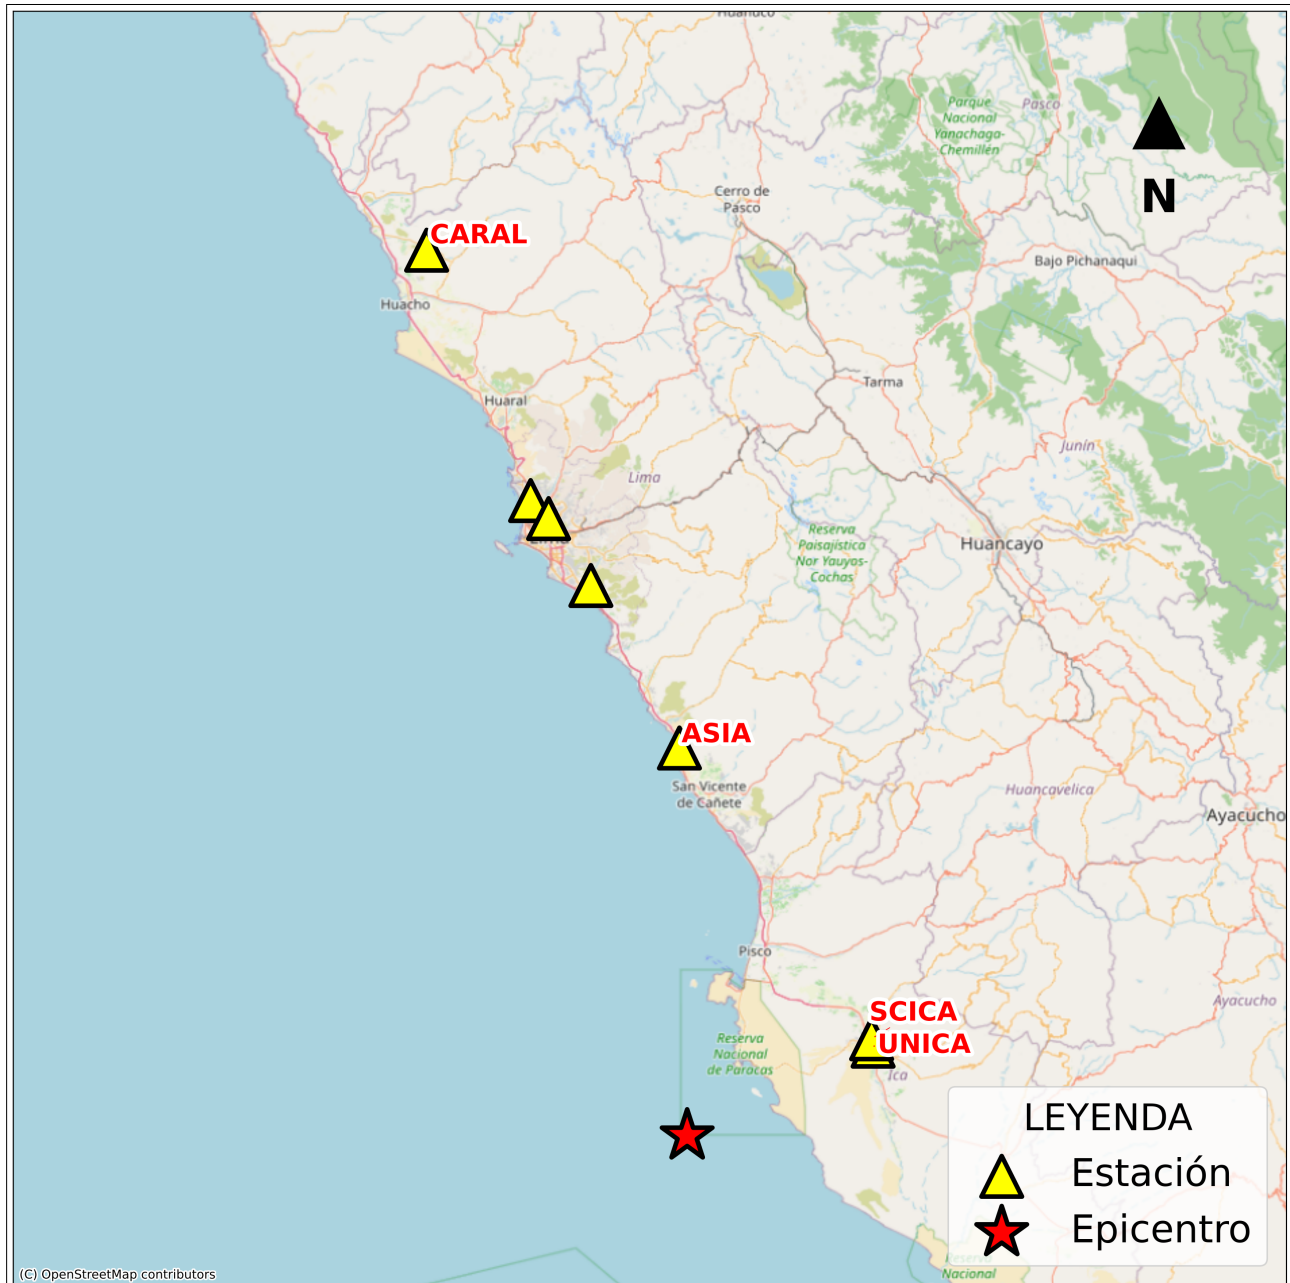 Huánuco
Parque
Nacional
Yanachaga-
Chemillén
Pasco
N
Cerro de
Pasco
CARAL
Bajo Pichanaqui
Huacho
Tarma
Huaral
Junín
Lima
Reserva
Paisajística
Nor Yauyos-
Cochas
Huancayo
Lima
ASIA
San Vicente
de Cañete
Huancavelica
Ayacucho
Pisco
Ayacucho
SCICA
UNICA
Reserva
Nacional
de Paracas
Ica
LEYENDA
Estación
Epicentro
Reserva
Nacional
(C) OpenStreetMap contributors